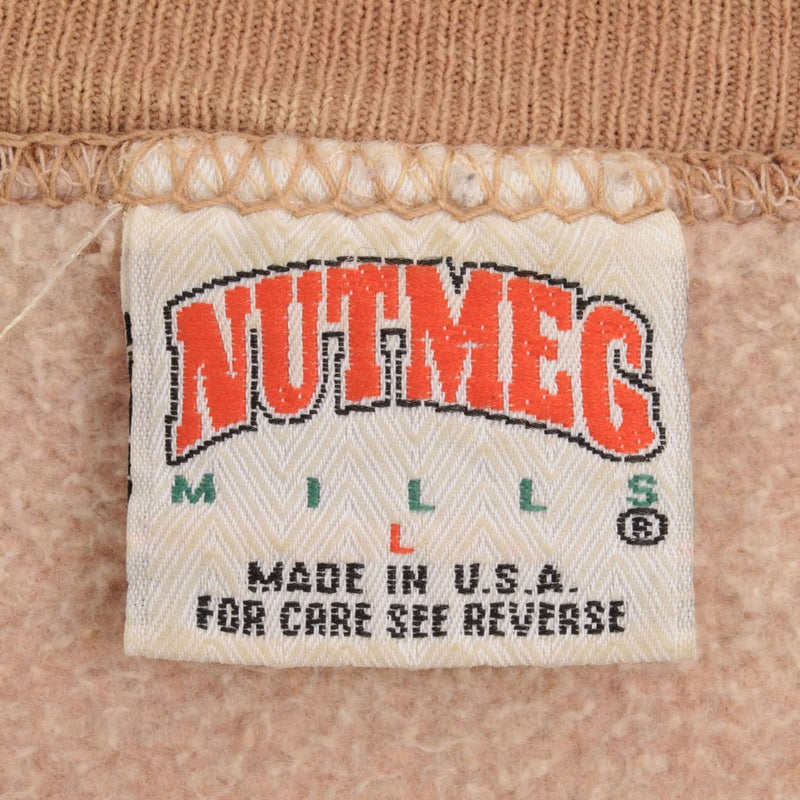 NUTMEG
MILLS
®
L
MADE IN U.S.A.
FOR CARE SEE REVERSE